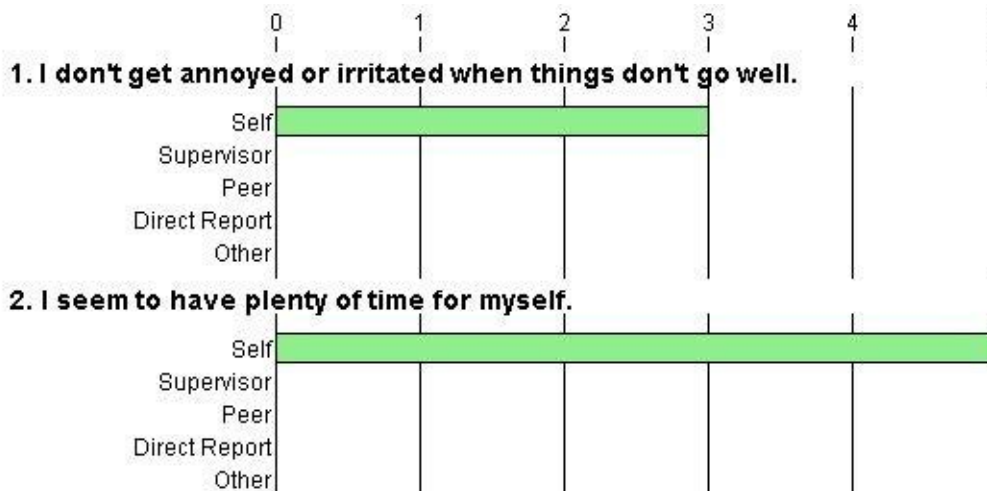 0 1 2 3 4
1. I don't get annoyed or irritated when things don't go well.
Self
Supervisor
Peer
Direct Report
Other
2. I seem to have plenty of time for myself.
Self
Supervisor
Peer
Direct Report
Other